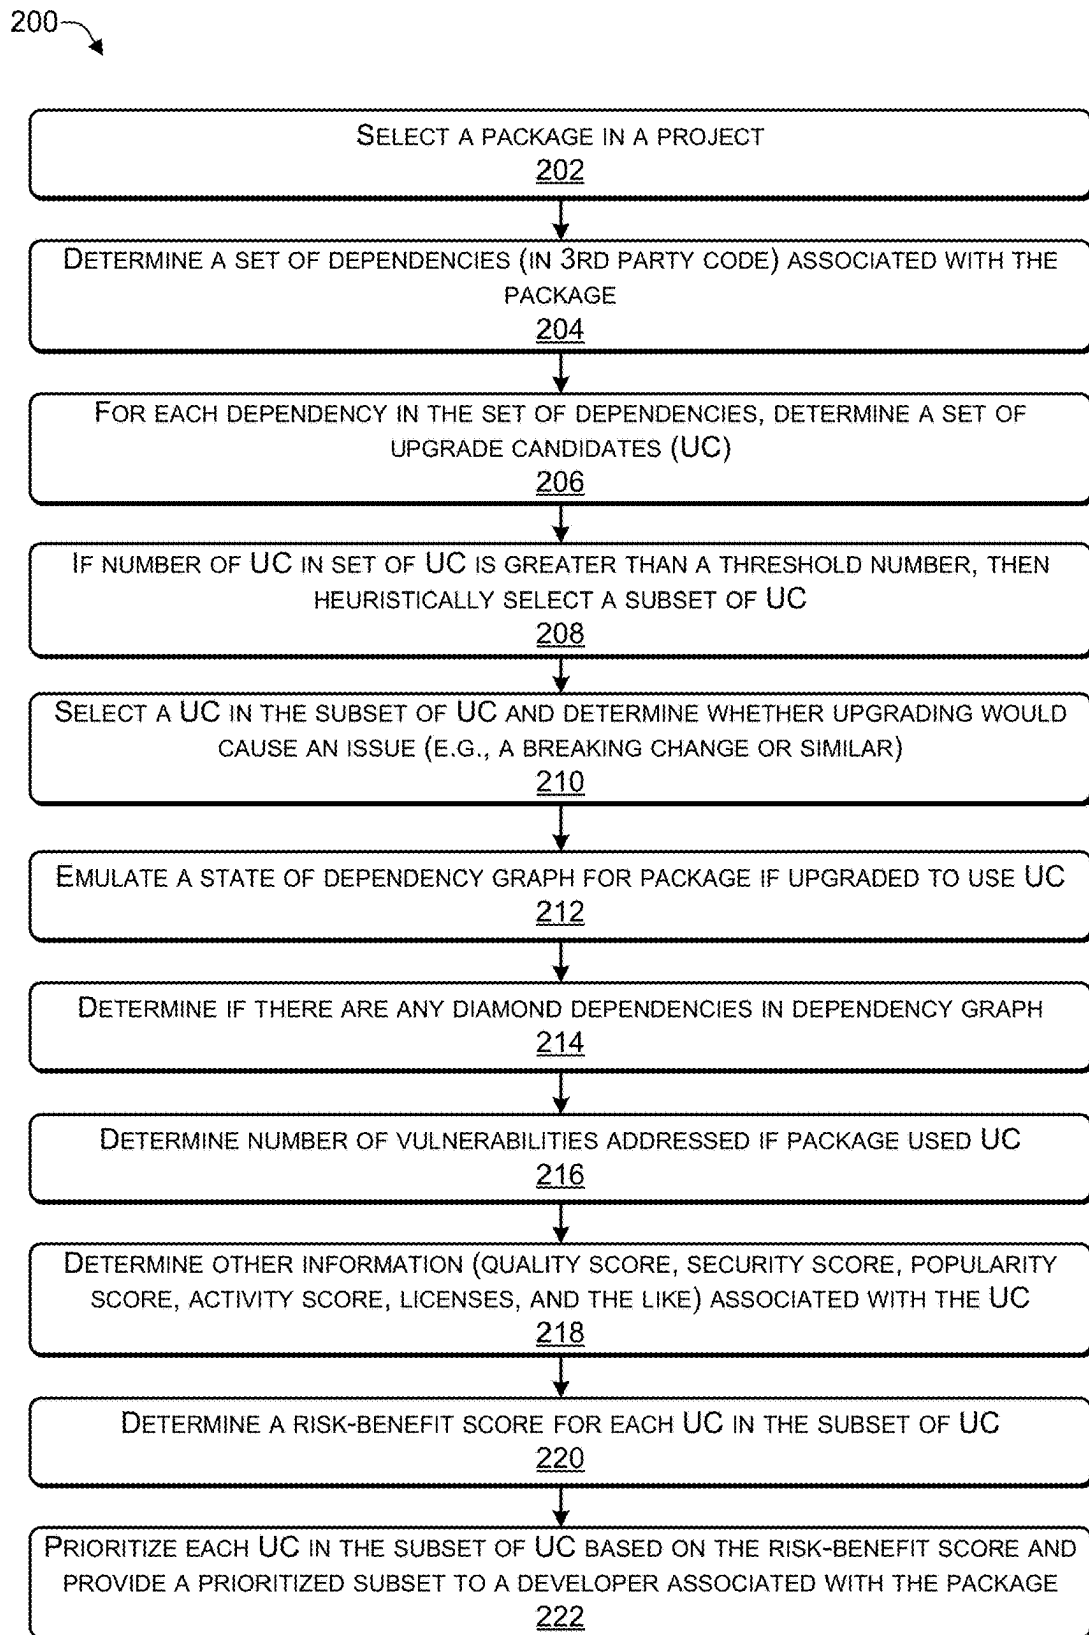 200
SELECT A PACKAGE IN A PROJECT
202
DETERMINE A SET OF DEPENDENCIES (IN 3RD PARTY CODE) ASSOCIATED WITH THE
PACKAGE
204
FOR EACH DEPENDENCY IN THE SET OF DEPENDENCIES, DETERMINE A SET OF
UPGRADE CANDIDATES (UC)
206
IF NUMBER OF UC IN SET OF UC IS GREATER THAN A THRESHOLD NUMBER, THEN
HEURISTICALLY SELECT A SUBSET OF UC
208
SELECT A UC IN THE SUBSET OF UC AND DETERMINE WHETHER UPGRADING WOULD
CAUSE AN ISSUE (E.G., A BREAKING CHANGE OR SIMILAR)
210
EMULATE A STATE OF DEPENDENCY GRAPH FOR PACKAGE IF UPGRADED TO USE UC
212
DETERMINE IF THERE ARE ANY DIAMOND DEPENDENCIES IN DEPENDENCY GRAPH
214
DETERMINE NUMBER OF VULNERABILITIES ADDRESSED IF PACKAGE USED UC
216
DETERMINE OTHER INFORMATION (QUALITY SCORE, SECURITY SCORE, POPULARITY
SCORE, ACTIVITY SCORE, LICENSES, AND THE LIKE) ASSOCIATED WITH THE UC
218
DETERMINE A RISK-BENEFIT SCORE FOR EACH UC IN THE SUBSET OF UC
220
PRIORITIZE EACH UC IN THE SUBSET OF UC BASED ON THE RISK-BENEFIT SCORE AND
PROVIDE A PRIORITIZED SUBSET TO A DEVELOPER ASSOCIATED WITH THE PACKAGE
222